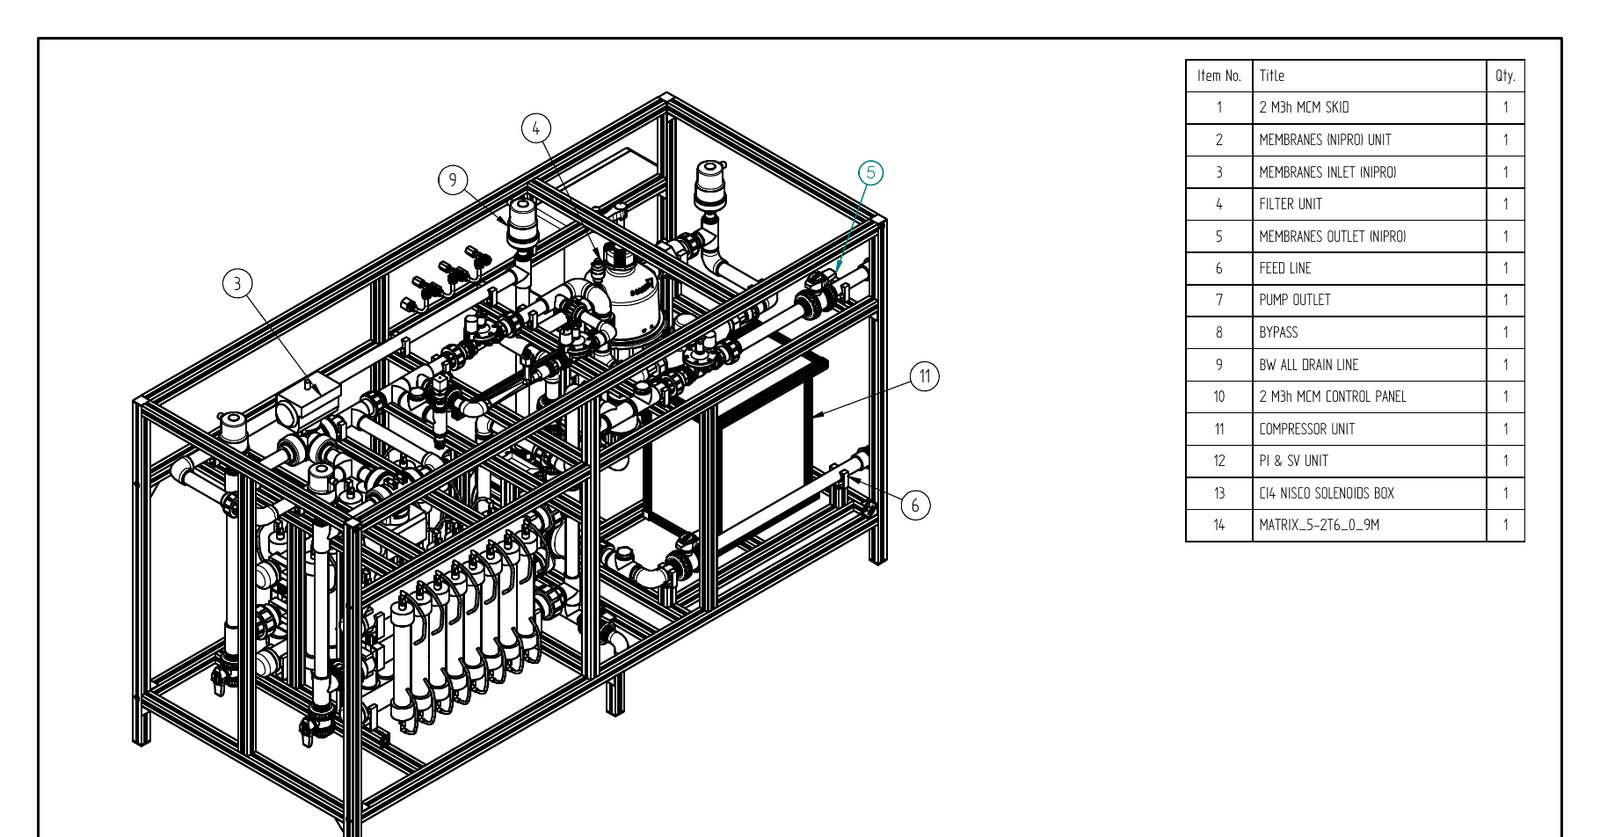 4
9
5
3
11
6
Item No. Title Qty.
1 2 M3h MCM SKID 1
2 MEMBRANES (NIPRO) UNIT 1
3 MEMBRANES INLET (NIPRO) 1
4 FILTER UNIT 1
5 MEMBRANES OUTLET (NIPRO) 1
6 FEED LINE 1
7 PUMP OUTLET 1
8 BYPASS 1
9 BW ALL DRAIN LINE 1
10 2 M3h MCM CONTROL PANEL 1
11 COMPRESSOR UNIT 1
12 PI & SV UNIT 1
13 C14 NISCO SOLENOIDS BOX 1
14 MATRIX_5-2T6_0_9M 1